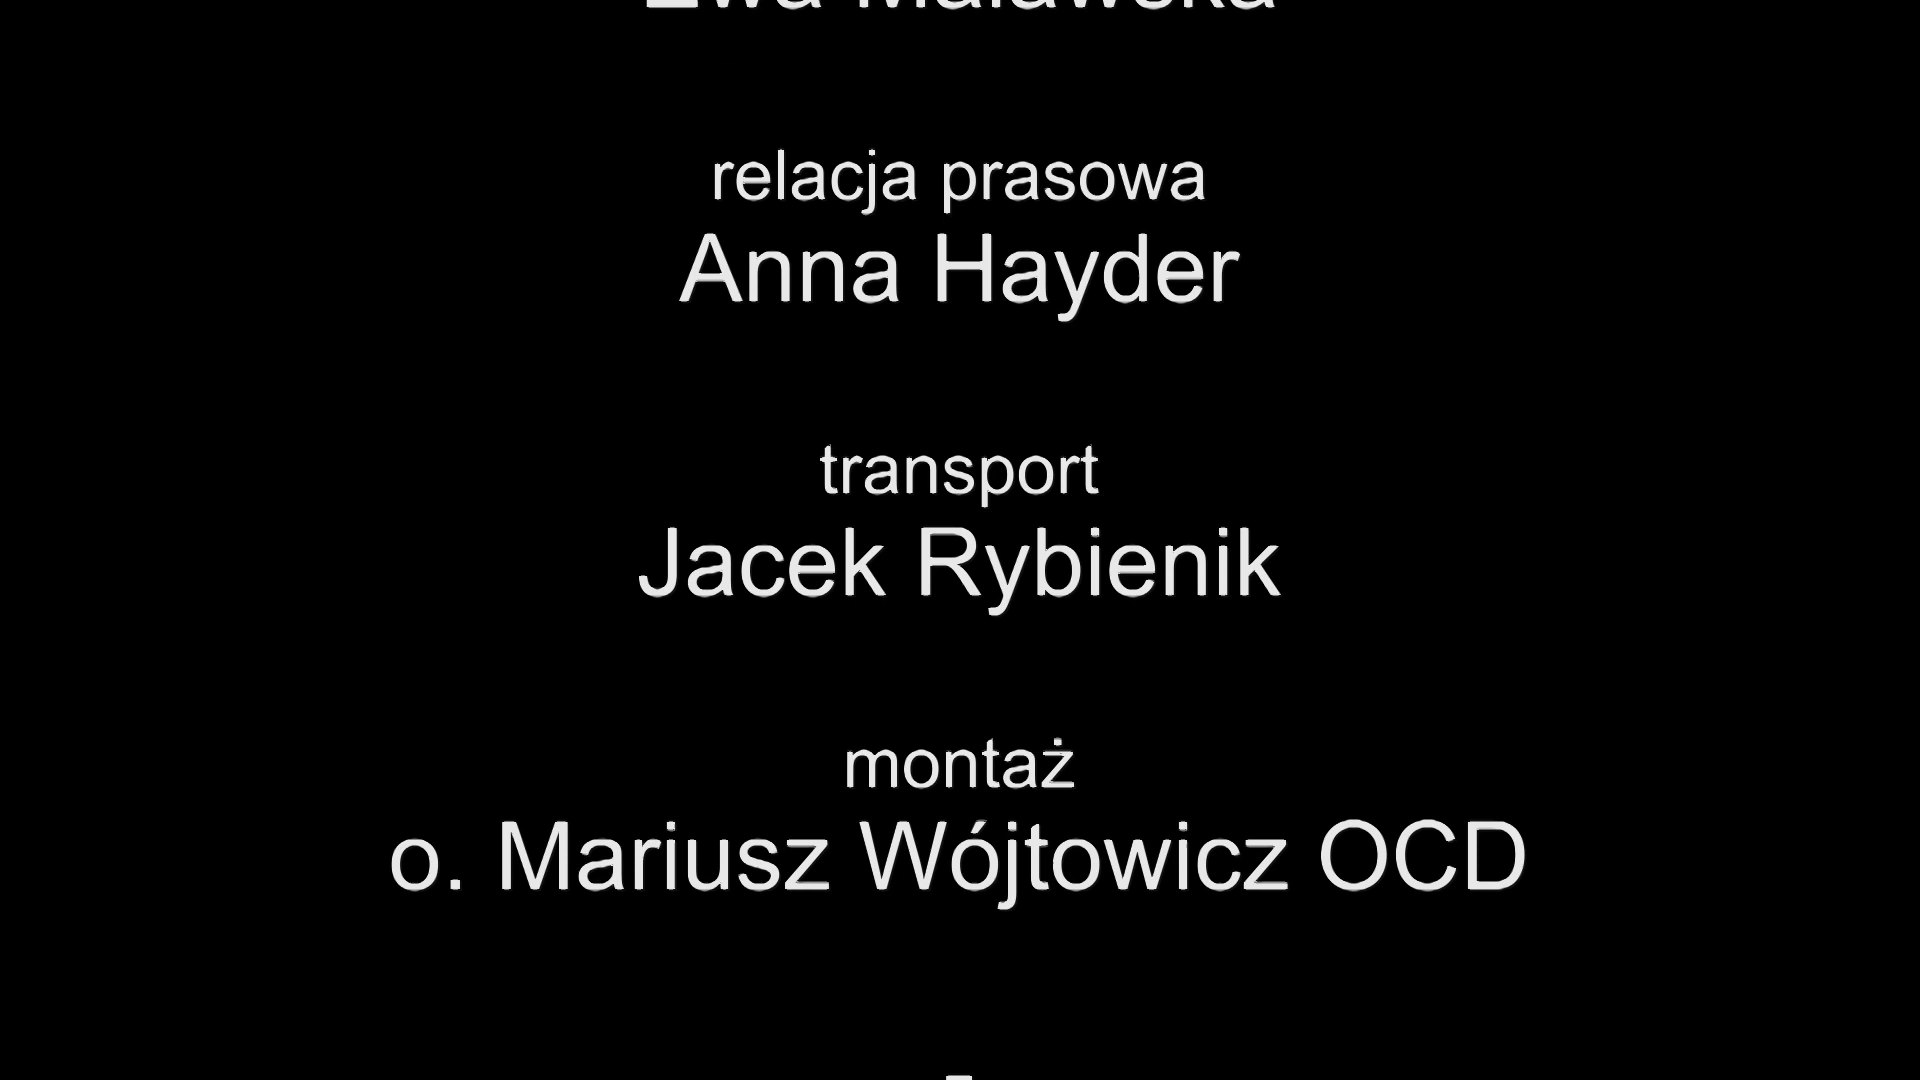 relacja prasowa
Anna Hayder
transport
Jacek Rybienik
montaż
o. Mariusz Wójtowicz OCD